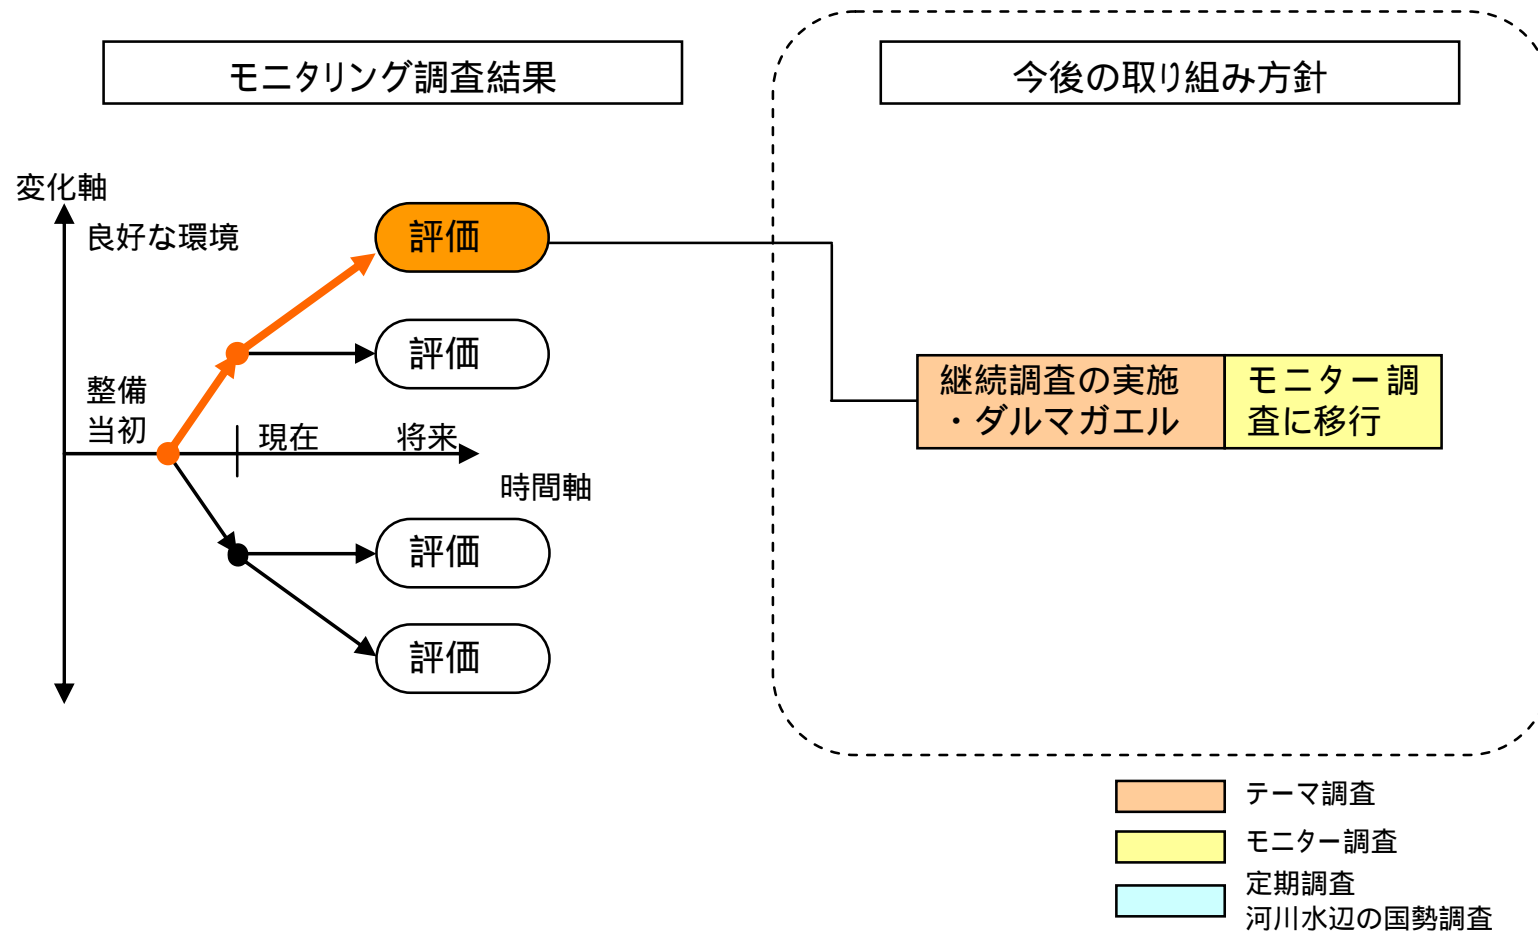 モニタリング調査結果
今後の取り組み方針
変化軸
良好な環境
評価
評価
整備
当初
現在
将来
時間軸
評価
評価
継続調査の実施
・ダルマガエル
モニター調
査に移行
テーマ調査
モニター調査
定期調査
河川水辺の国勢調査